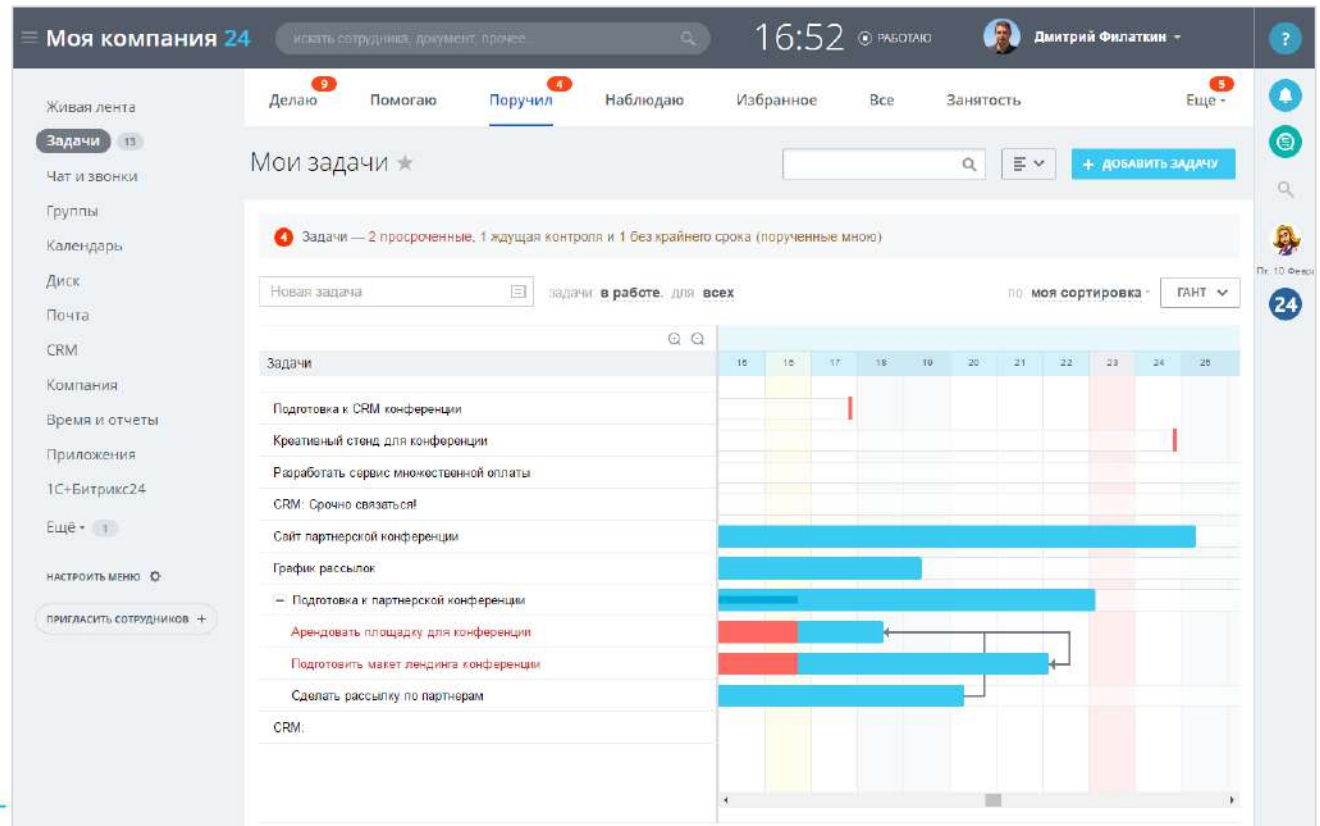 Моя компания 24
искать сотрудника, документ, прочее...
16:52
РАБОТАЮ
Дмитрий Филаткин
?
Живая лента
Задачи 13
Чат и звонки
Группы
Календарь
Диск
Почта
CRM
Компания
Время и отчеты
Приложения
1С+Битрикс24
Ещё 1
НАСТРОИТЬ МЕНЮ
ПРИГЛАСИТЬ СОТРУДНИКОВ +
9 4 5
Делаю Помогаю Поручил Наблюдаю Избранное Все Занятость Еще
Мои задачи
+ ДОБАВИТЬ ЗАДАЧУ
4 Задачи — 2 просроченные, 1 ждущая контроля и 1 без крайнего срока (порученные мною)
Новая задача
задачи в работе, для всех
по моя сортировка
ГАНТ
Задачи
15 16 17 18 19 20 21 22 23 24 25
Подготовка к CRM конференции
Креативный стенд для конференции
Разработать сервис множественной оплаты
CRM: Срочно связаться!
Сайт партнерской конференции
График рассылок
– Подготовка к партнерской конференции
Арендовать площадку для конференции
Подготовить макет лендинга конференции
Сделать рассылку по партнерам
CRM:
Пт. 10 Февр
24